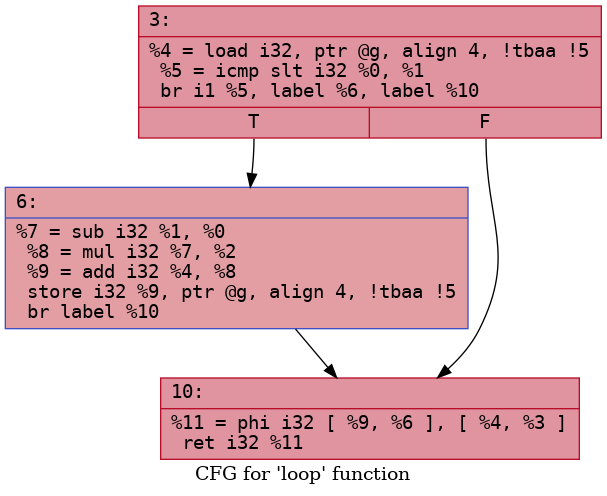 3:
%4 = load i32, ptr @g, align 4, !tbaa !5
%5 = icmp slt i32 %0, %1
br i1 %5, label %6, label %10
T F
6:
%7 = sub i32 %1, %0
%8 = mul i32 %7, %2
%9 = add i32 %4, %8
store i32 %9, ptr @g, align 4, !tbaa !5
br label %10
10:
%11 = phi i32 [ %9, %6 ], [ %4, %3 ]
ret i32 %11
CFG for 'loop' function